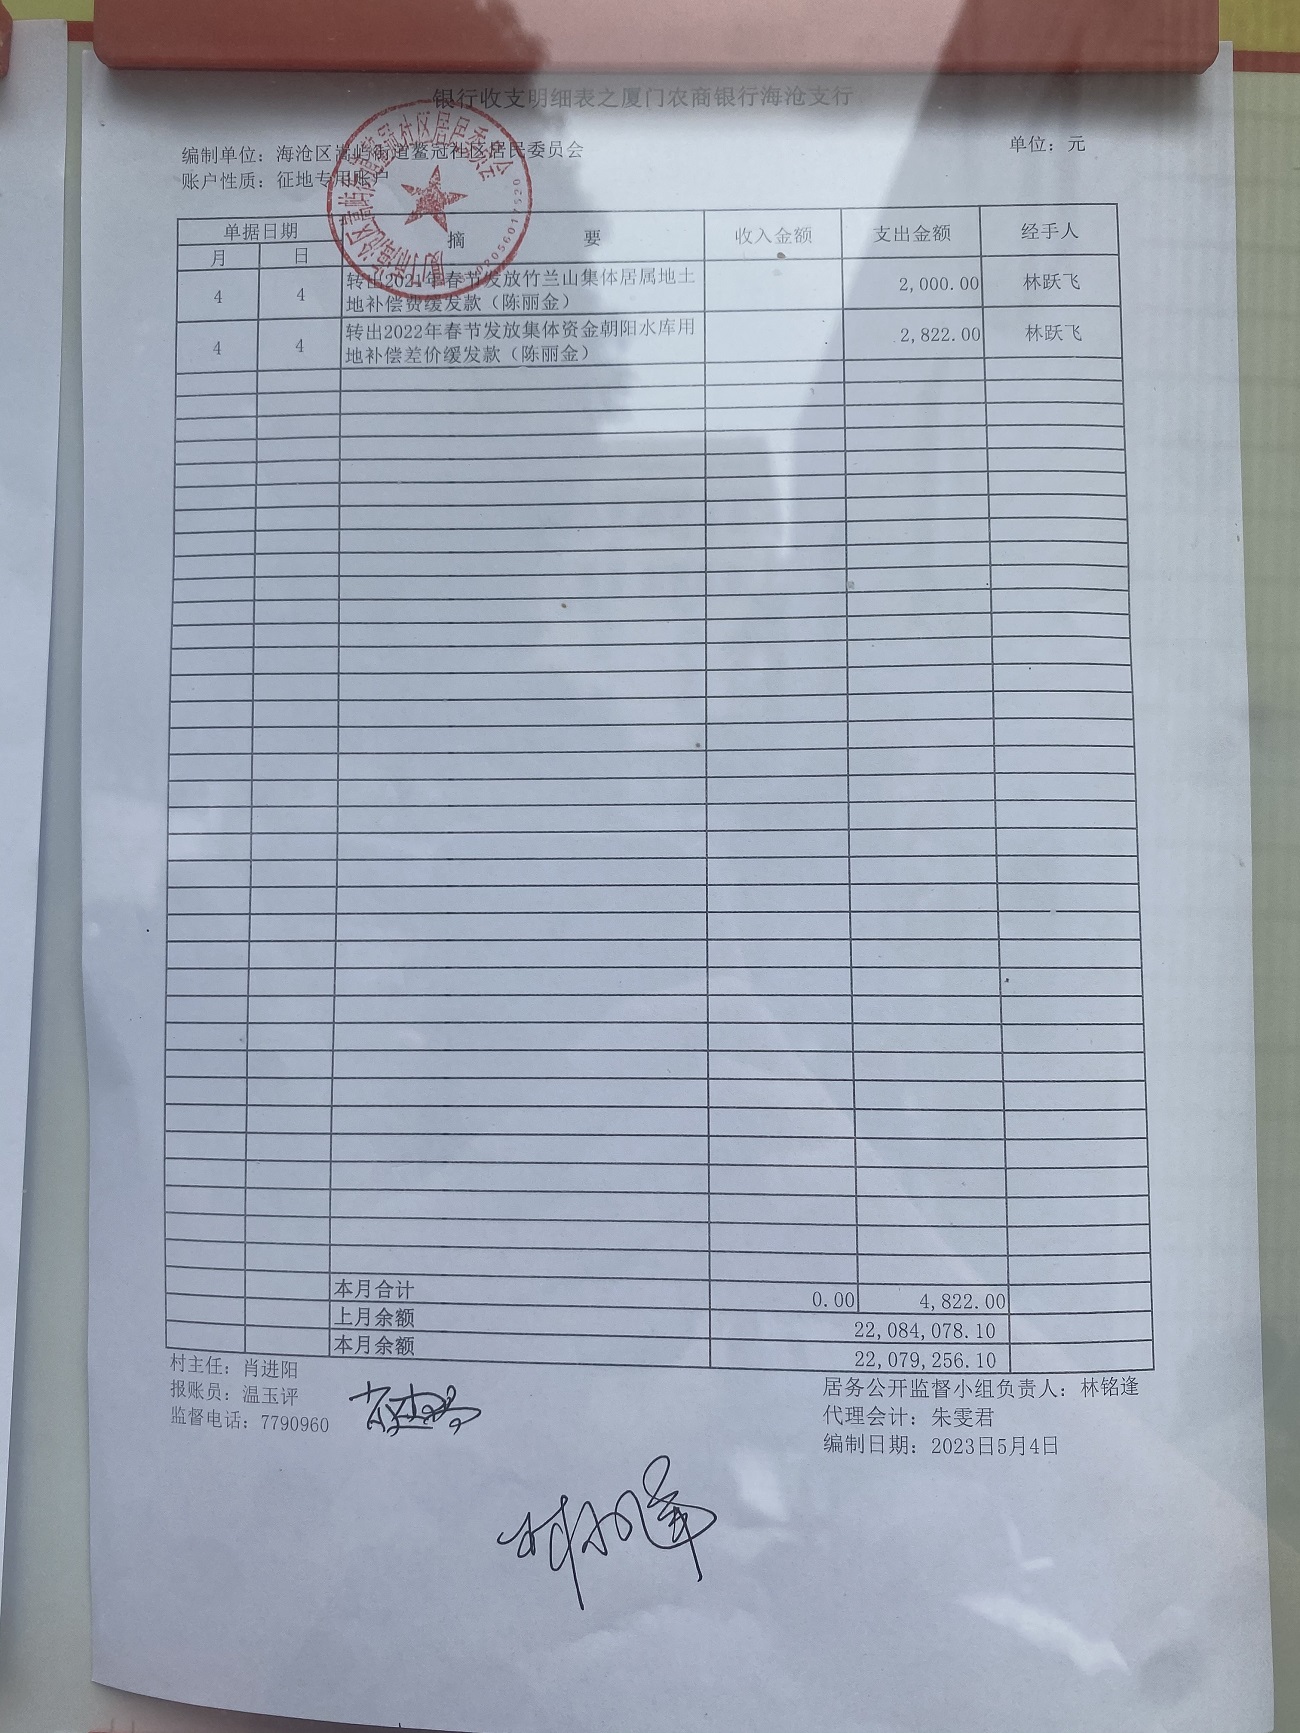 银行收支明细表之厦门农商银行海沧支行
编制单位：海沧区嵩屿街道鳌冠社区居民委员会
单位：元
账户性质：征地专用账户
单据日期 摘 要 收入金额 支出金额 经手人
月 日
4 4 转出2021年春节发放竹兰山集体居属地土地补偿费缓发款（陈丽金） 2,000.00 林跃飞
4 4 转出2022年春节发放集体资金朝阳水库用地补偿差价缓发款（陈丽金） 2,822.00 林跃飞
本月合计 0.00 4,822.00
上月余额 22,084,078.10
本月余额 22,079,256.10
村主任：肖进阳
报账员：温玉评
监督电话：7790960
居务公开监督小组负责人：林铭逢
代理会计：朱雯君
编制日期：2023日5月4日